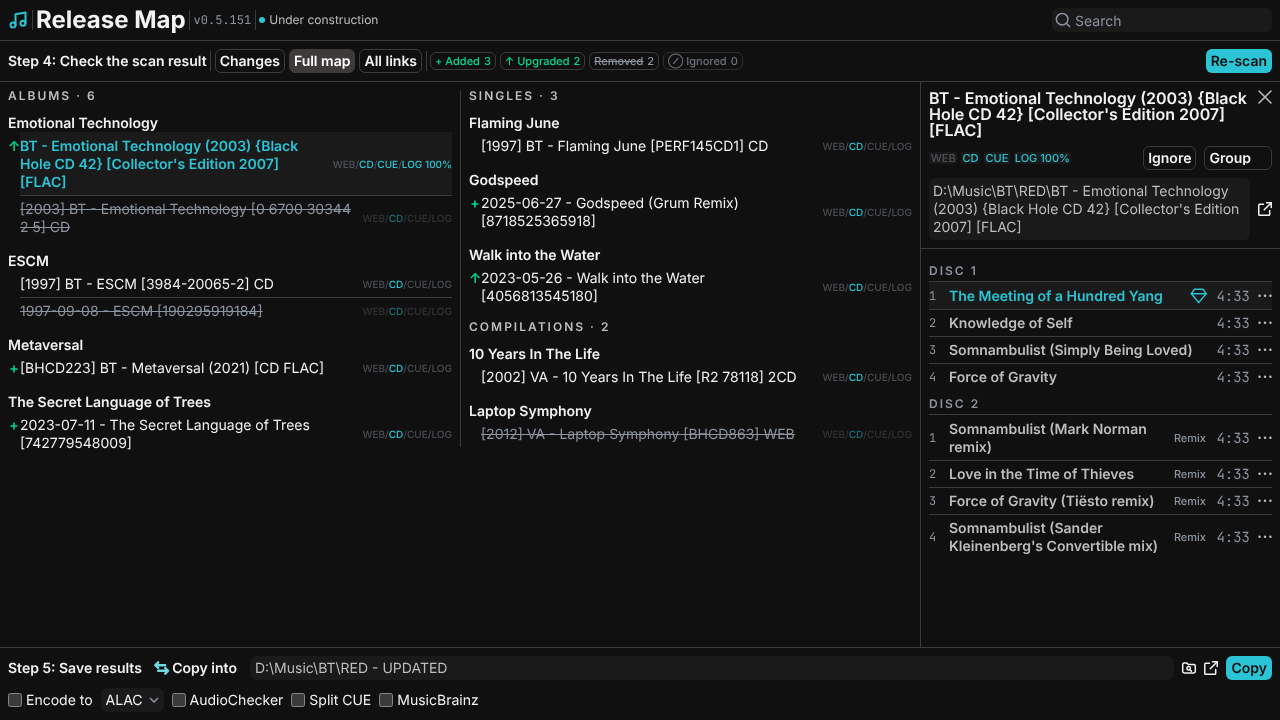 Release Map v0.5.151 Under construction Search
Step 4: Check the scan result Changes Full map All links + Added 3 ↑ Upgraded 2 Removed 2 Ignored 0 Re-scan
ALBUMS · 6
Emotional Technology
↑BT - Emotional Technology (2003) {Black
Hole CD 42} [Collector's Edition 2007]
[FLAC]
WEB/CD/CUE/LOG 100%
[2003] BT - Emotional Technology [0 6700 30344
2 5] CD
WEB/CD/CUE/LOG
ESCM
[1997] BT - ESCM [3984-20065-2] CD WEB/CD/CUE/LOG
1997-09-08 - ESCM [190295919184] WEB/CD/CUE/LOG
Metaversal
+[BHCD223] BT - Metaversal (2021) [CD FLAC] WEB/CD/CUE/LOG
The Secret Language of Trees
+2023-07-11 - The Secret Language of Trees
[742779548009] WEB/CD/CUE/LOG
SINGLES · 3
Flaming June
[1997] BT - Flaming June [PERF145CD1] CD WEB/CD/CUE/LOG
Godspeed
+2025-06-27 - Godspeed (Grum Remix)
[8718525365918]
WEB/CD/CUE/LOG
Walk into the Water
↑2023-05-26 - Walk into the Water
[4056813545180]
WEB/CD/CUE/LOG
COMPILATIONS · 2
10 Years In The Life
[2002] VA - 10 Years In The Life [R2 78118] 2CD WEB/CD/CUE/LOG
Laptop Symphony
[2012] VA - Laptop Symphony [BHCD863] WEB WEB/CD/CUE/LOG
BT - Emotional Technology (2003) {Black
Hole CD 42} [Collector's Edition 2007]
[FLAC]
WEB CD CUE LOG 100% Ignore Group
D:\Music\BT\RED\BT - Emotional Technology
(2003) {Black Hole CD 42} [Collector's Edition
2007] [FLAC]
DISC 1
1 The Meeting of a Hundred Yang 4:33 ···
2 Knowledge of Self 4:33 ···
3 Somnambulist (Simply Being Loved) 4:33 ···
4 Force of Gravity 4:33 ···
DISC 2
1 Somnambulist (Mark Norman
remix) Remix 4:33 ···
2 Love in the Time of Thieves Remix 4:33 ···
3 Force of Gravity (Tiësto remix) Remix 4:33 ···
4 Somnambulist (Sander
Kleinenberg's Convertible mix) Remix 4:33 ···
Step 5: Save results Copy into D:\Music\BT\RED - UPDATED Copy
Encode to ALAC AudioChecker Split CUE MusicBrainz